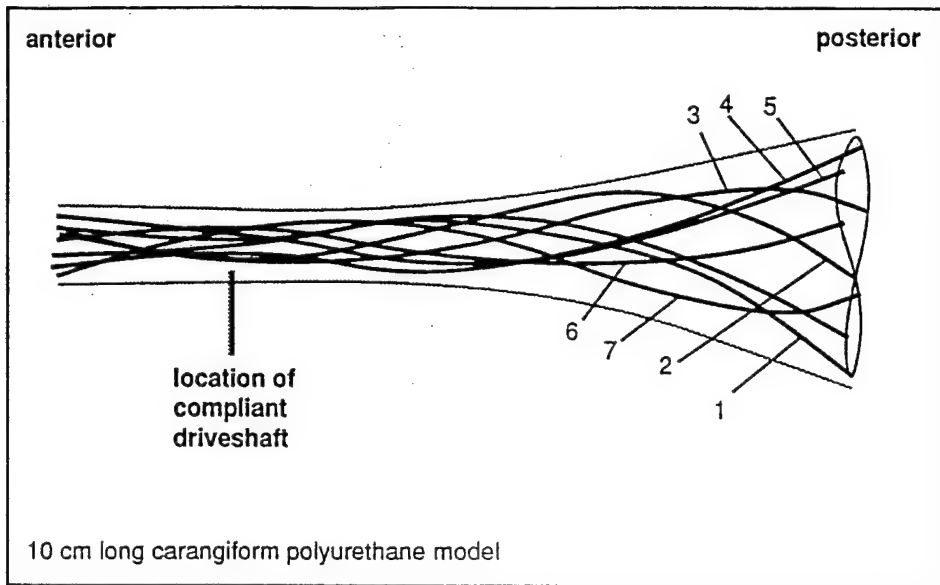 anterior
posterior
3
4
5
6
7
2
1
location of
compliant
driveshaft
10 cm long carangiform polyurethane model